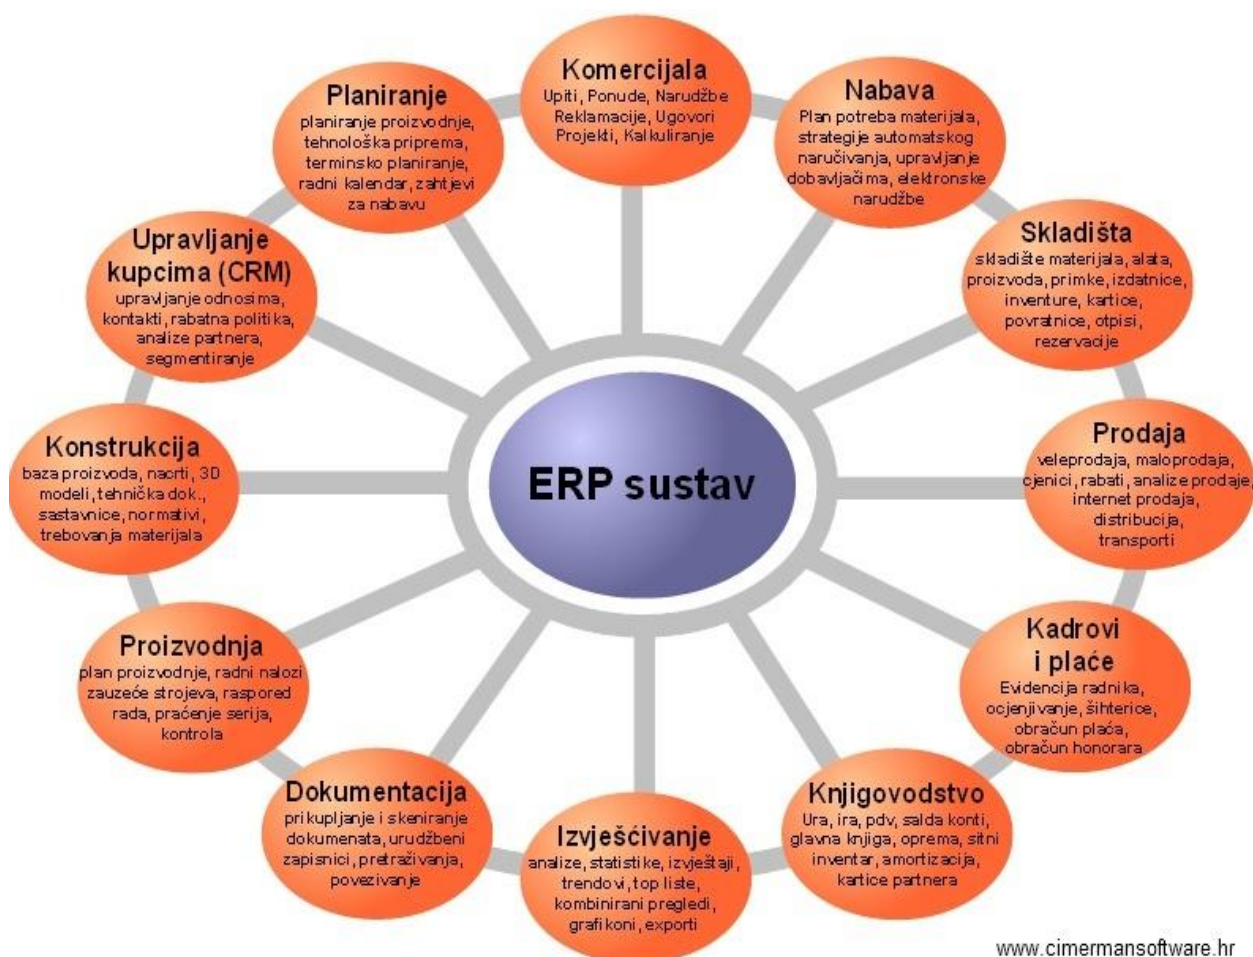 Komercijala
Upiti, Ponude, Narudžbe
Reklamacije, Ugovori
Projekti, Kalkuliranje
Nabava
Plan potreba materijala,
strategije automatskog
naručivanja, upravljanje
dobavljačima, elektronske
narudžbe
Skladišta
skladište materijala, alata,
proizvoda, primke, izdatnice,
inventure, kartice,
povratnice, otpisi,
rezervacije
Prodaja
veleprodaja, maloprodaja,
cjenici, rabati, analize prodaje,
internet prodaja,
distribucija,
transporti
Kadrovi
i plaće
Evidencija radnika,
ocjenjivanje, šihterice,
obračun plaća,
obračun honorara
Knjigovodstvo
Ura, ira, pdv, salda konti,
glavna knjiga, oprema, sitni
inventar, amortizacija,
kartice partnera
Izvješćivanje
analize, statistike, izvještaji,
trendovi, top liste,
kombinirani pregledi,
grafikoni, exporti
Dokumentacija
prikupljanje i skeniranje
dokumenata, urudžbeni
zapisnici, pretraživanja,
povezivanje
Proizvodnja
plan proizvodnje, radni nalozi
zauzeće strojeva, raspored
rada, praćenje serija,
kontrola
Konstrukcija
baza proizvoda, nacrti, 3D
modeli, tehnička dok.,
sastavnice, normativi,
trebovanja materijala
Upravljanje
kupcima (CRM)
upravljanje odnosima,
kontakti, rabatna politika,
analize partnera,
segmentiranje
Planiranje
planiranje proizvodnje,
tehnološka priprema,
terminsko planiranje,
radni kalendar, zahtjevi
za nabavu
ERP sustav
www.cimermansoftware.hr